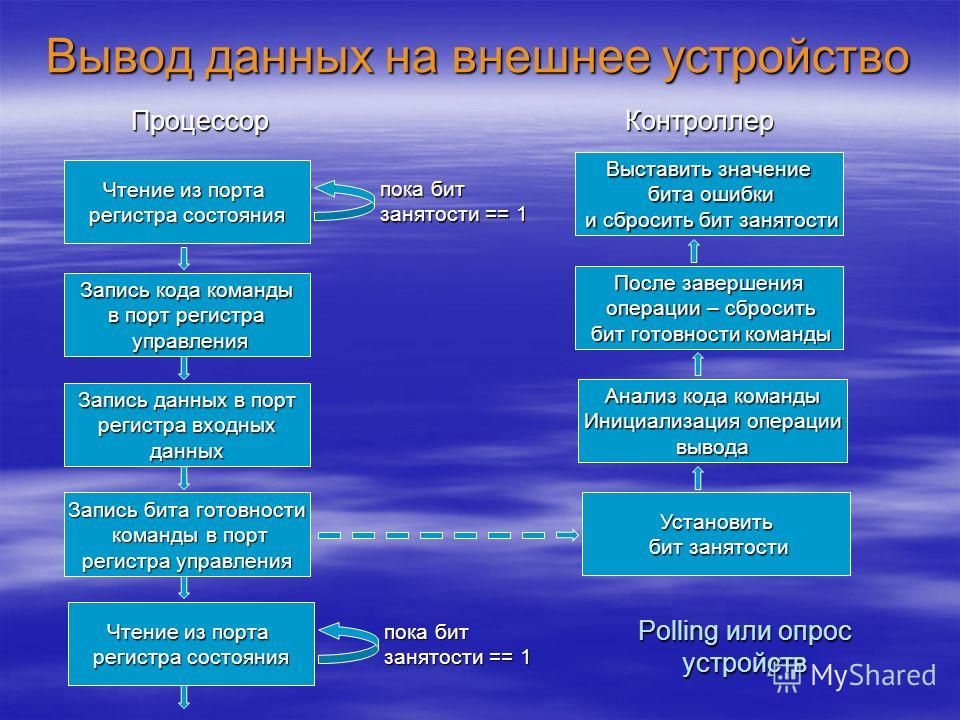 Вывод данных на внешнее устройство
Процессор
Чтение из порта
регистра состояния
пока бит
занятости == 1
Запись кода команды
в порт регистра
управления
Запись данных в порт
регистра входных
данных
Запись бита готовности
команды в порт
регистра управления
Чтение из порта
регистра состояния
пока бит
занятости == 1
Контроллер
Выставить значение
бита ошибки
и сбросить бит занятости
После завершения
операции – сбросить
бит готовности команды
Анализ кода команды
Инициализация операции
вывода
Установить
бит занятости
Polling или опрос
устройств
MyShared